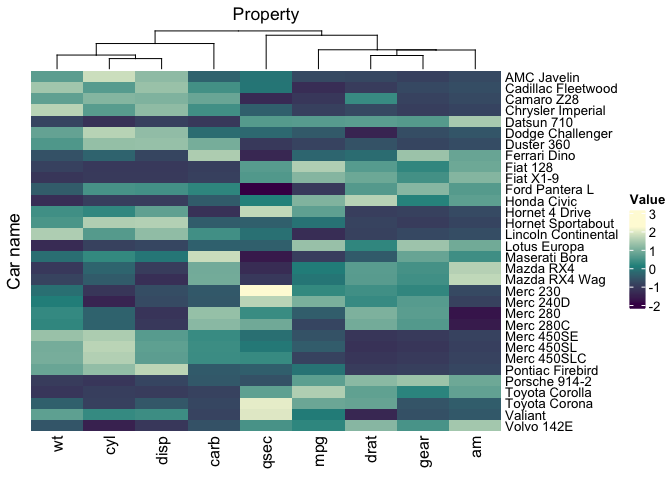 Property
AMC Javelin
Cadillac Fleetwood
Camaro Z28
Chrysler Imperial
Datsun 710
Dodge Challenger
Duster 360
Ferrari Dino
Fiat 128
Fiat X1-9
Ford Pantera L
Honda Civic
Hornet 4 Drive
Hornet Sportabout
Lincoln Continental
Lotus Europa
Maserati Bora
Mazda RX4
Mazda RX4 Wag
Merc 230
Merc 240D
Merc 280
Merc 280C
Merc 450SE
Merc 450SL
Merc 450SLC
Pontiac Firebird
Porsche 914-2
Toyota Corolla
Toyota Corona
Valiant
Volvo 142E
Car name
wt cyl disp carb qsec mpg drat gear am
Value
3
2
1
0
-1
-2